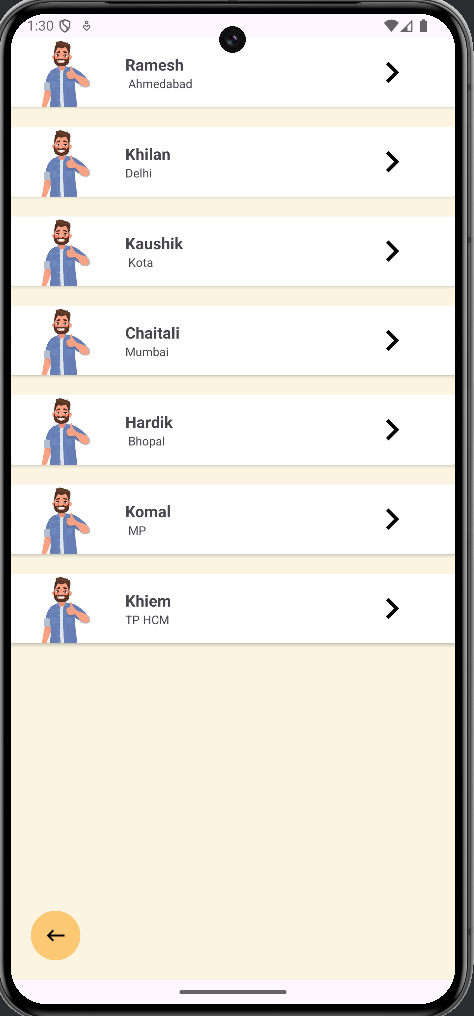 1:30
Ramesh
Ahmedabad
Khilan
Delhi
Kaushik
Kota
Chaitali
Mumbai
Hardik
Bhopal
Komal
MP
Khiem
TP HCM